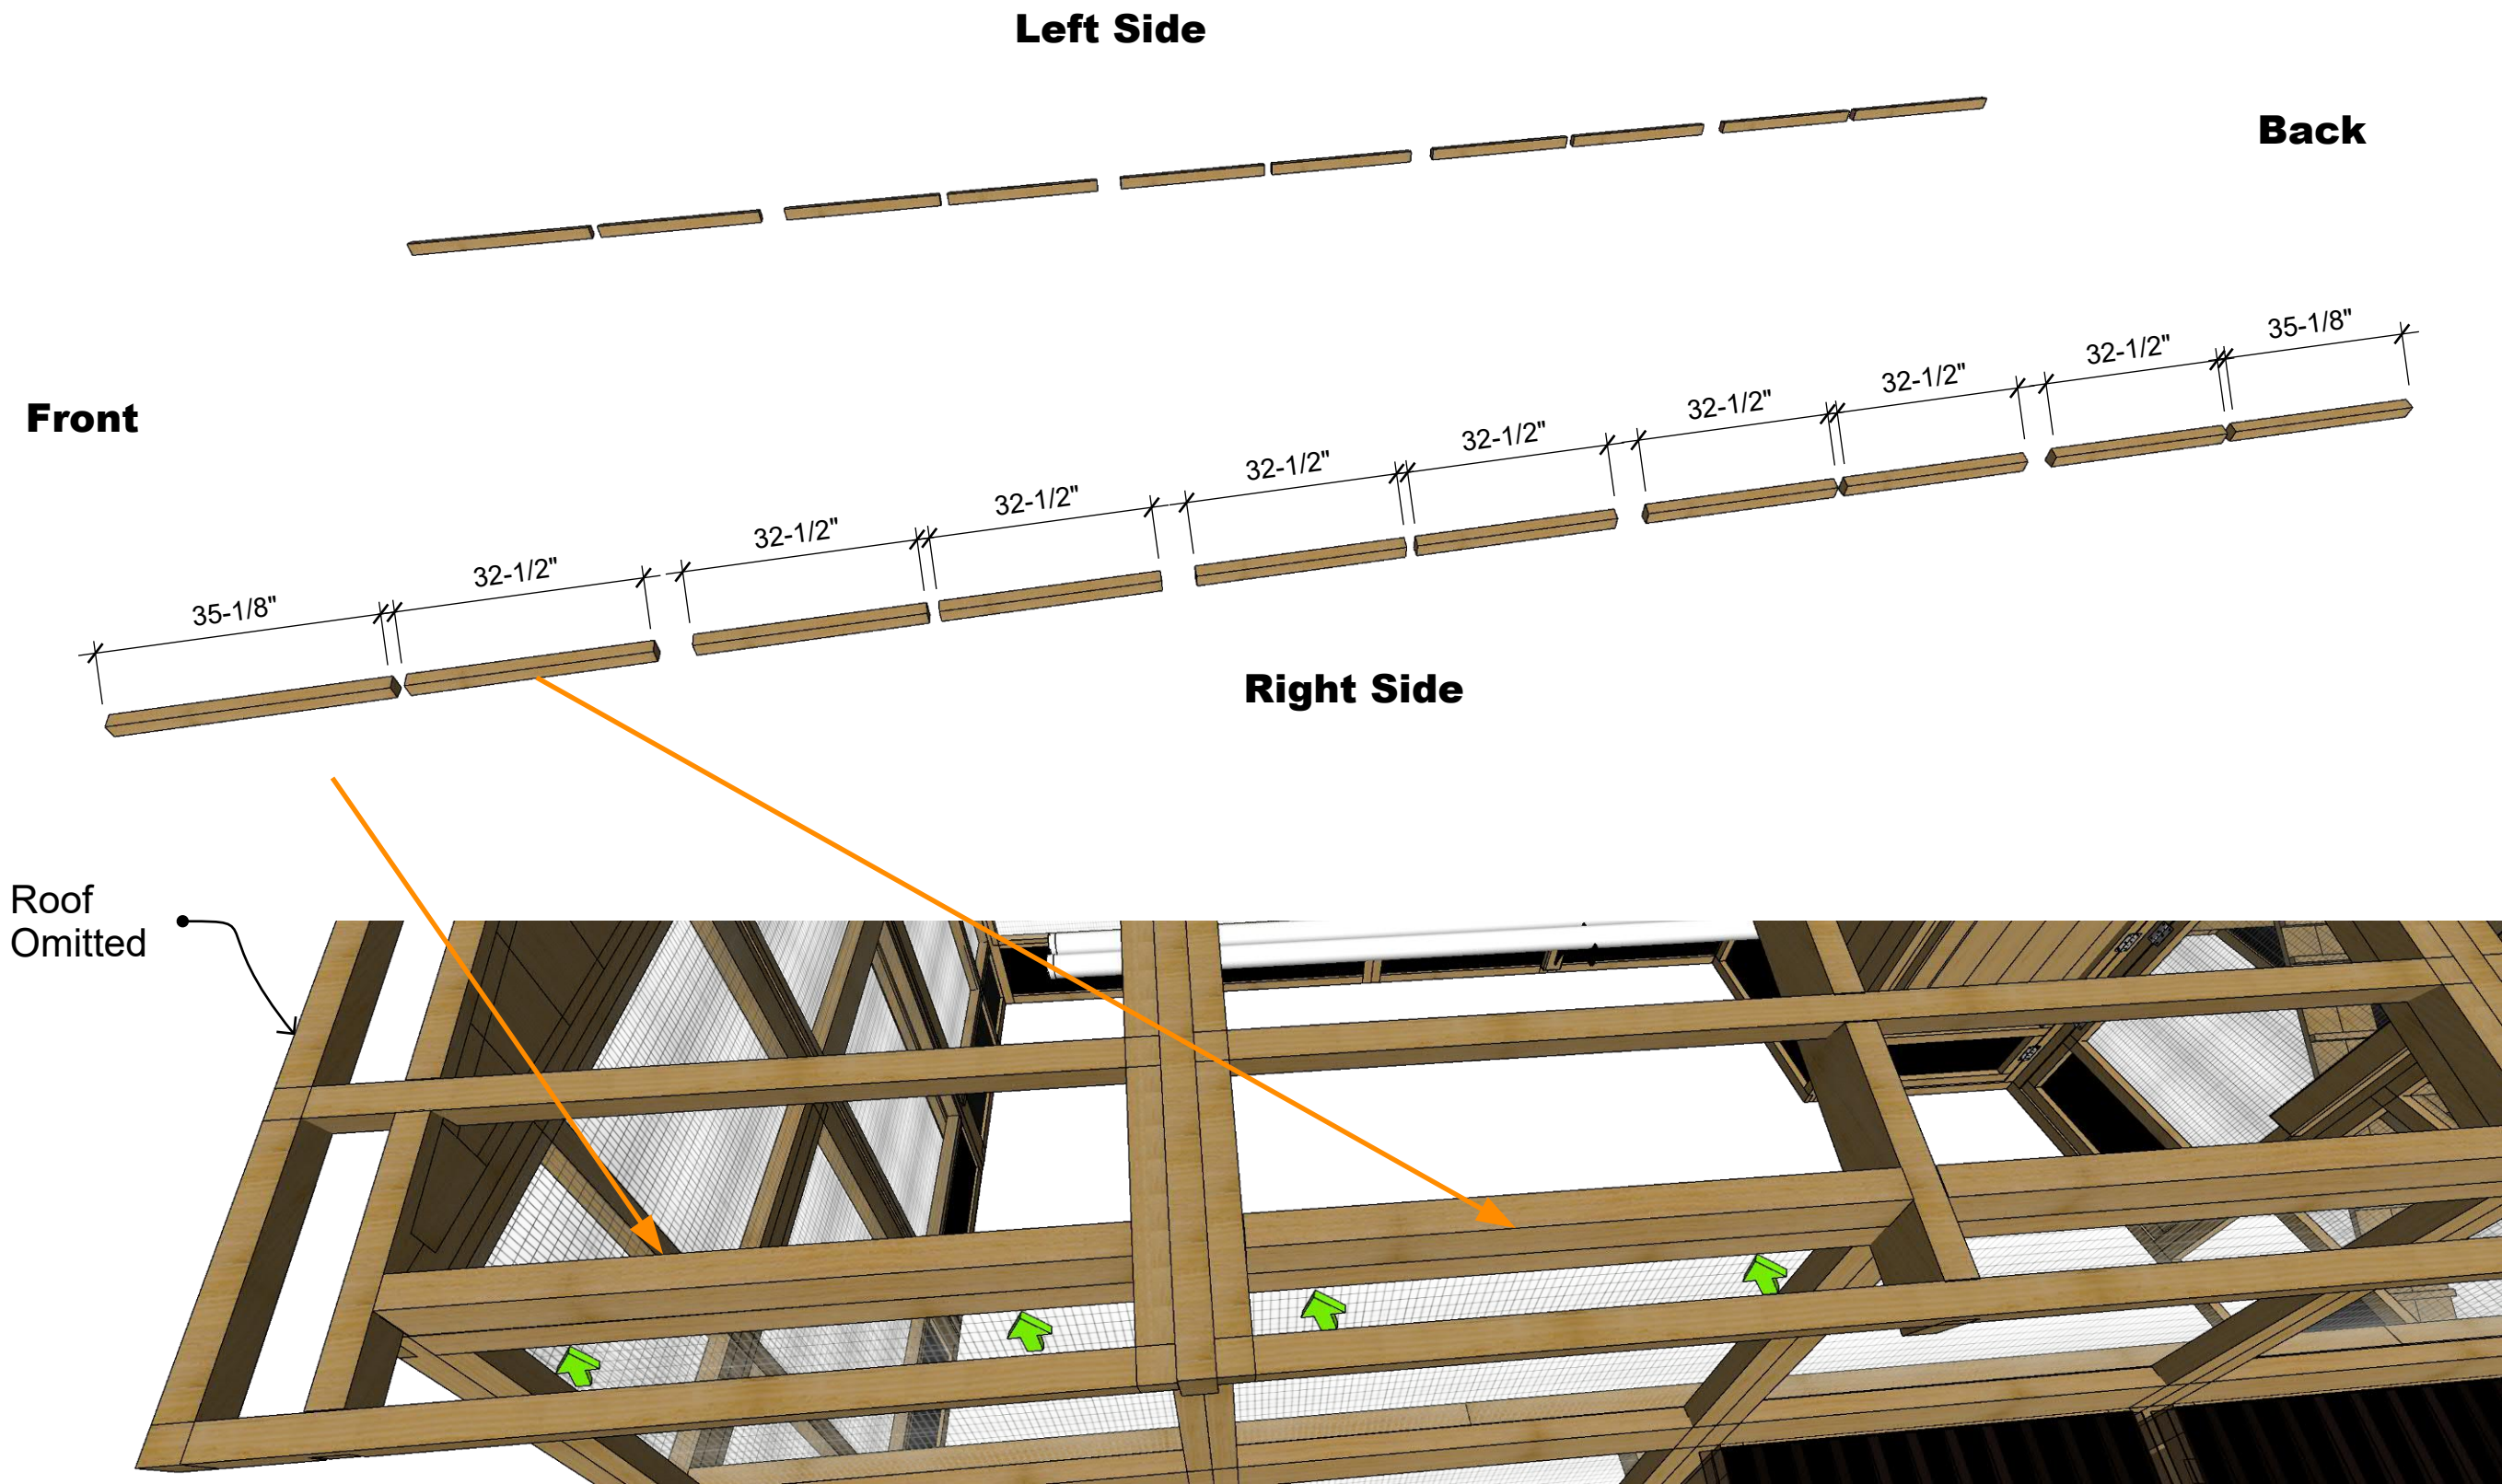 Left Side
Back
Front
35-1/8"
32-1/2"
32-1/2"
32-1/2"
32-1/2"
32-1/2"
32-1/2"
32-1/2"
32-1/2"
35-1/8"
Right Side
Roof
Omitted